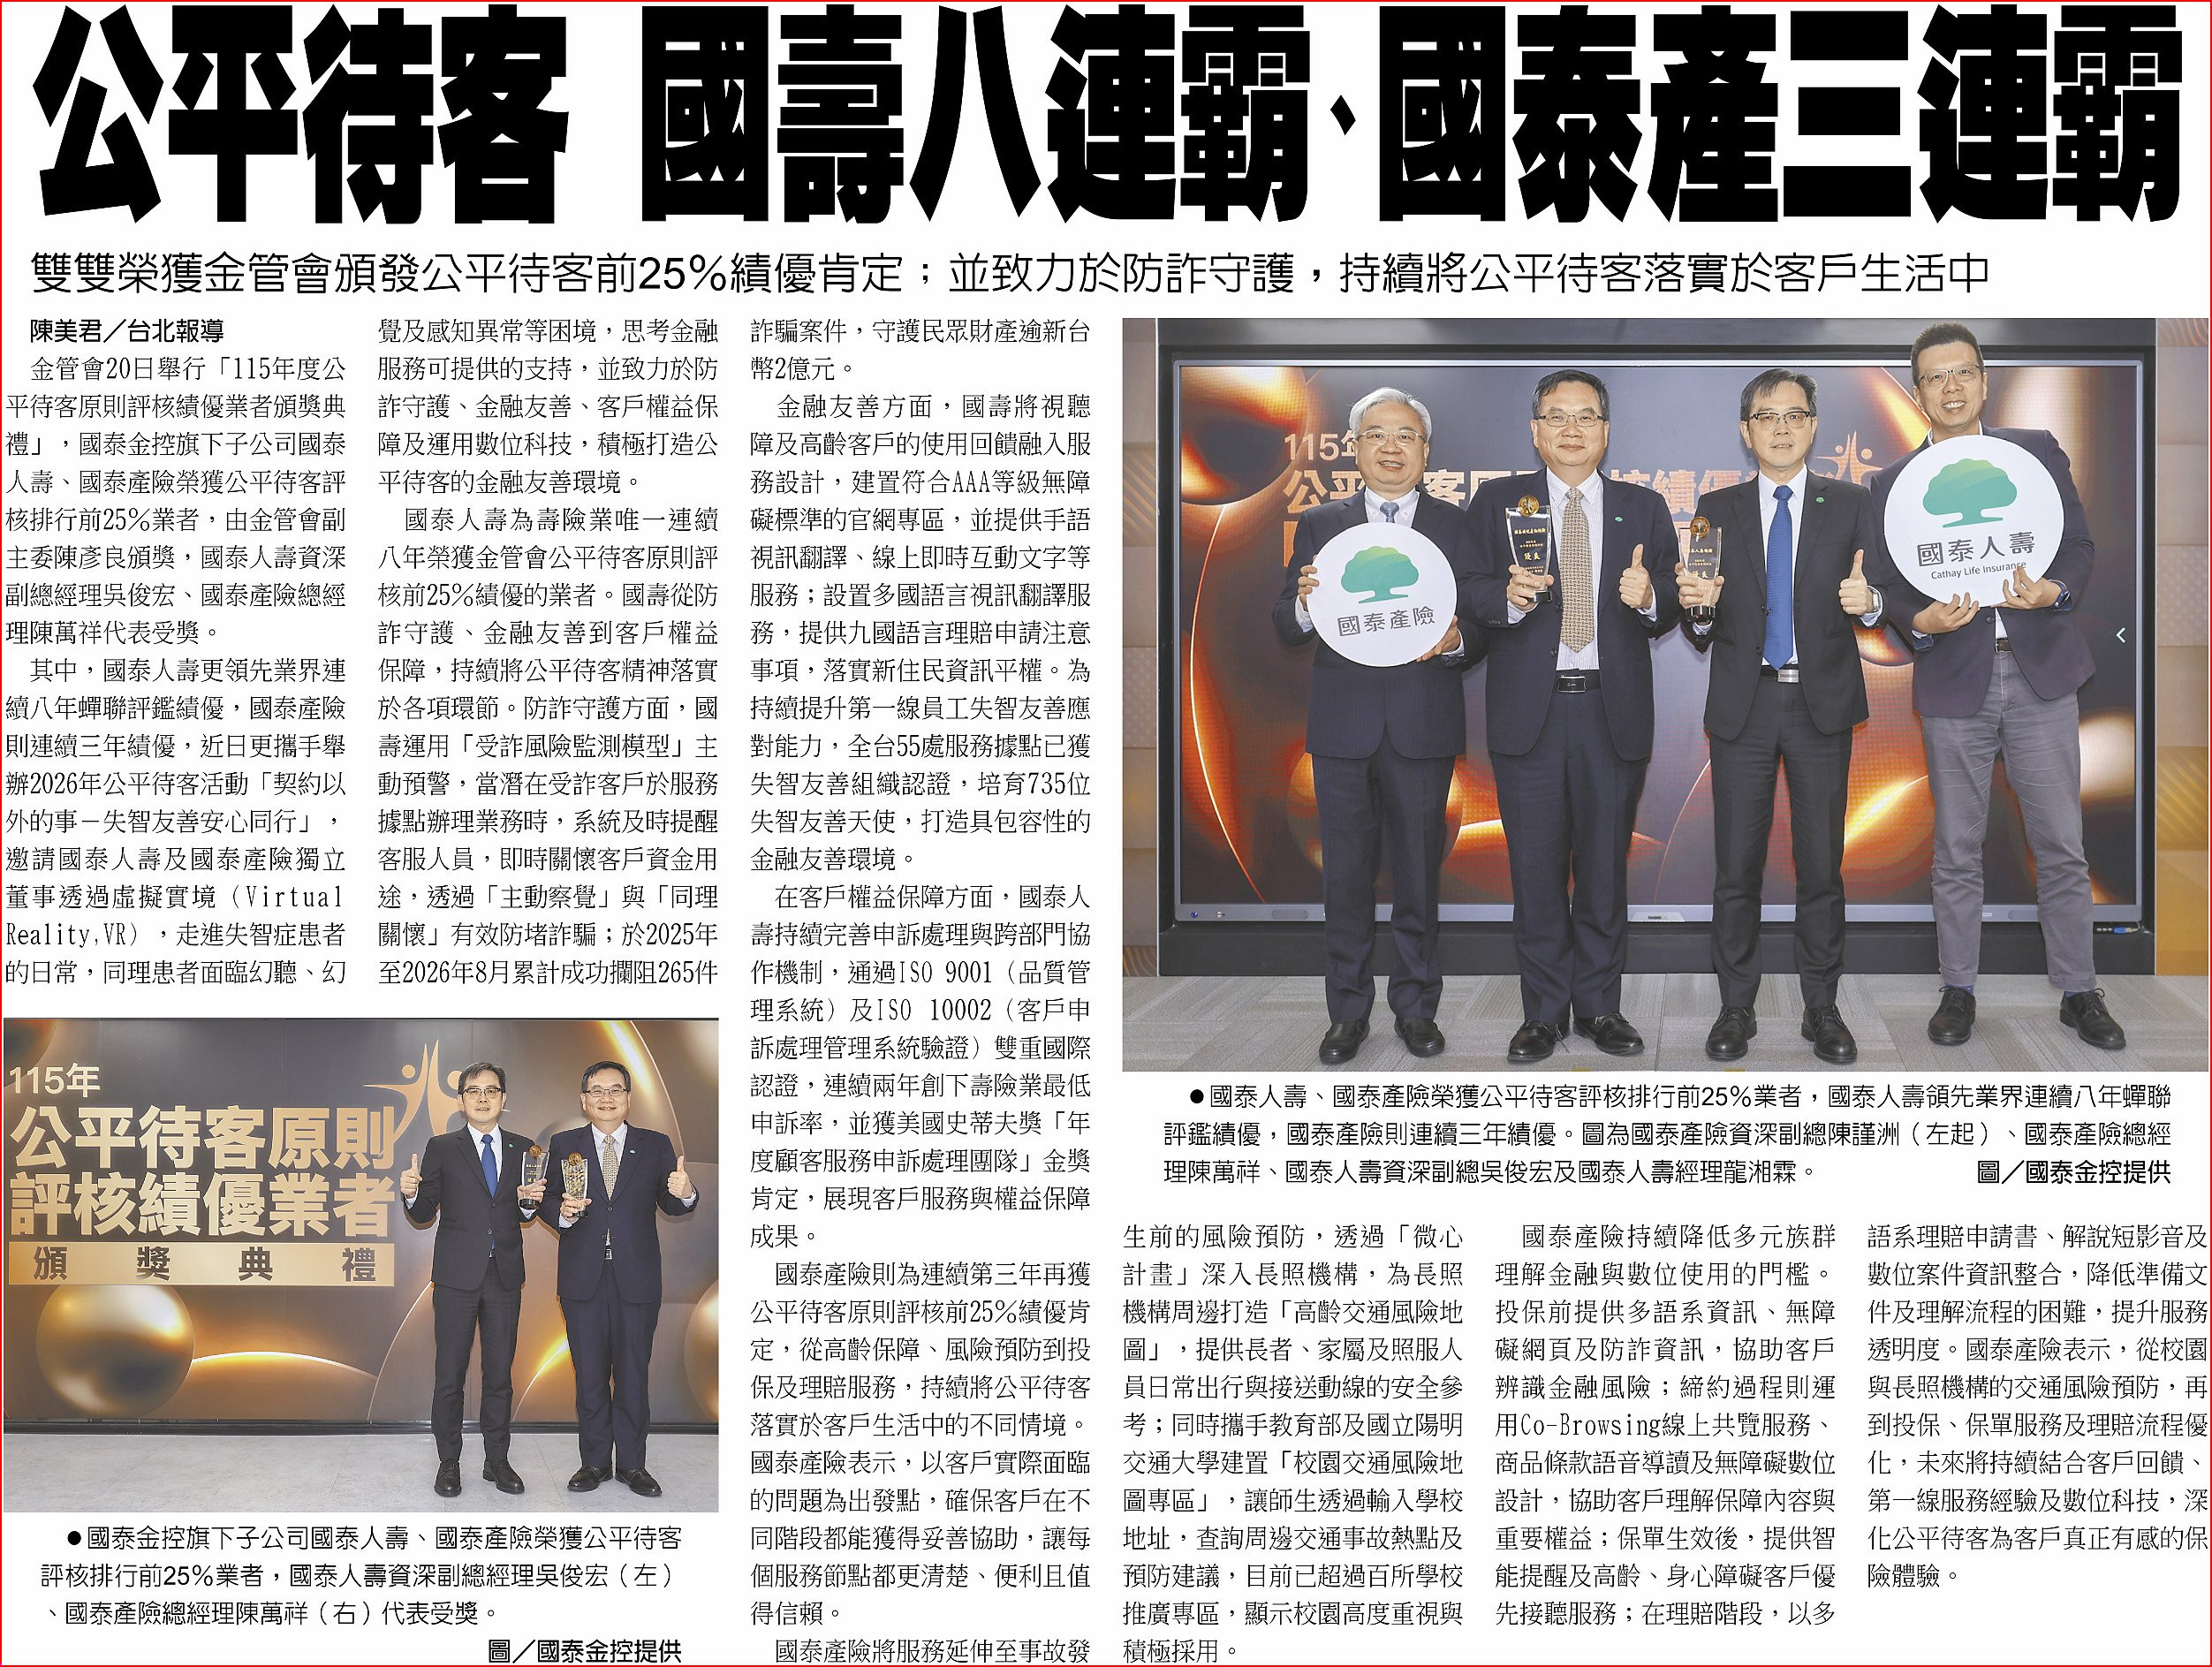 公平待客 國壽八連霸、國泰產三連霸
雙雙榮獲金管會頒發公平待客前25%績優肯定；並致力於防詐守護，持續將公平待客落實於客戶生活中
陳美君／台北報導
金管會20日舉行「115年度公
平待客原則評核績優業者頒獎典
禮」，國泰金控旗下子公司國泰
人壽、國泰產險榮獲公平待客評
核排行前25%業者，由金管會副
主委陳彥良頒獎，國泰人壽資深
副總經理吳俊宏、國泰產險總經
理陳萬祥代表受獎。
其中，國泰人壽更領先業界連
續八年蟬聯評鑑績優，國泰產險
則連續三年績優，近日更攜手舉
辦2026年公平待客活動「契約以
外的事－失智友善安心同行」，
邀請國泰人壽及國泰產險獨立
董事透過虛擬實境（Virtual
Reality,VR），走進失智症患者
的日常，同理患者面臨幻聽、幻
覺及感知異常等困境，思考金融
服務可提供的支持，並致力於防
詐守護、金融友善、客戶權益保
障及運用數位科技，積極打造公
平待客的金融友善環境。
國泰人壽為壽險業唯一連續
八年榮獲金管會公平待客原則評
核前25%績優的業者。國壽從防
詐守護、金融友善到客戶權益
保障，持續將公平待客精神落實
於各項環節。防詐守護方面，國
壽運用「受詐風險監測模型」主
動預警，當潛在受詐客戶於服務
據點辦理業務時，系統及時提醒
客服人員，即時關懷客戶資金用
途，透過「主動察覺」與「同理
關懷」有效防堵詐騙；於2025年
至2026年8月累計成功攔阻265件
詐騙案件，守護民眾財產逾新台
幣2億元。
金融友善方面，國壽將視聽
障及高齡客戶的使用回饋融入服
務設計，建置符合AAA等級無障
礙標準的官網專區，並提供手語
視訊翻譯、線上即時互動文字等
服務；設置多國語言視訊翻譯服
務，提供九國語言理賠申請注意
事項，落實新住民資訊平權。為
持續提升第一線員工失智友善應
對能力，全台55處服務據點已獲
失智友善組織認證，培育735位
失智友善天使，打造具包容性的
金融友善環境。
在客戶權益保障方面，國泰人
壽持續完善申訴處理與跨部門協
作機制，通過ISO 9001（品質管
理系統）及ISO 10002（客戶申
訴處理管理系統驗證）雙重國際
認證，連續兩年創下壽險業最低
申訴率，並獲美國史蒂夫獎「年
度顧客服務申訴處理團隊」金獎
肯定，展現客戶服務與權益保障
成果。
國泰產險則為連續第三年再獲
公平待客原則評核前25%績優肯
定，從高齡保障、風險預防到投
保及理賠服務，持續將公平待客
落實於客戶生活中的不同情境。
國泰產險表示，以客戶實際面臨
的問題為出發點，確保客戶在不
同階段都能獲得妥善協助，讓每
個服務節點都更清楚、便利且值
得信賴。
國泰產險將服務延伸至事故發
生前的風險預防，透過「微心
計畫」深入長照機構，為長照
機構周邊打造「高齡交通風險地
圖」，提供長者、家屬及照服人
員日常出行與接送動線的安全參
考；同時攜手教育部及國立陽明
交通大學建置「校園交通風險地
圖專區」，讓師生透過輸入學校
地址，查詢周邊交通事故熱點及
預防建議，目前已超過百所學校
推廣專區，顯示校園高度重視與
積極採用。
國泰產險持續降低多元族群
理解金融與數位使用的門檻。
投保前提供多語系資訊、無障
礙網頁及防詐資訊，協助客戶
辨識金融風險；締約過程則運
用Co-Browsing線上共覽服務、
商品條款語音導讀及無障礙數位
設計，協助客戶理解保障內容與
重要權益；保單生效後，提供智
能提醒及高齡、身心障礙客戶優
先接聽服務；在理賠階段，以多
語系理賠申請書、解說短影音及
數位案件資訊整合，降低準備文
件及理解流程的困難，提升服務
透明度。國泰產險表示，從校園
與長照機構的交通風險預防，再
到投保、保單服務及理賠流程優
化，未來將持續結合客戶回饋、
第一線服務經驗及數位科技，深
化公平待客為客戶真正有感的保
險體驗。
115年
國泰產險
國泰人壽
Cathay Life Insurance
●國泰人壽、國泰產險榮獲公平待客評核排行前25%業者，國泰人壽領先業界連續八年蟬聯
評鑑績優，國泰產險則連續三年績優。圖為國泰產險資深副總陳謹洲（左起）、國泰產險總經
理陳萬祥、國泰人壽資深副總吳俊宏及國泰人壽經理龍湘霖。 圖／國泰金控提供
115年
公平待客原則
評核績優業者
頒獎典禮
●國泰金控旗下子公司國泰人壽、國泰產險榮獲公平待客
評核排行前25%業者，國泰人壽資深副總經理吳俊宏（左）
、國泰產險總經理陳萬祥（右）代表受獎。
圖／國泰金控提供